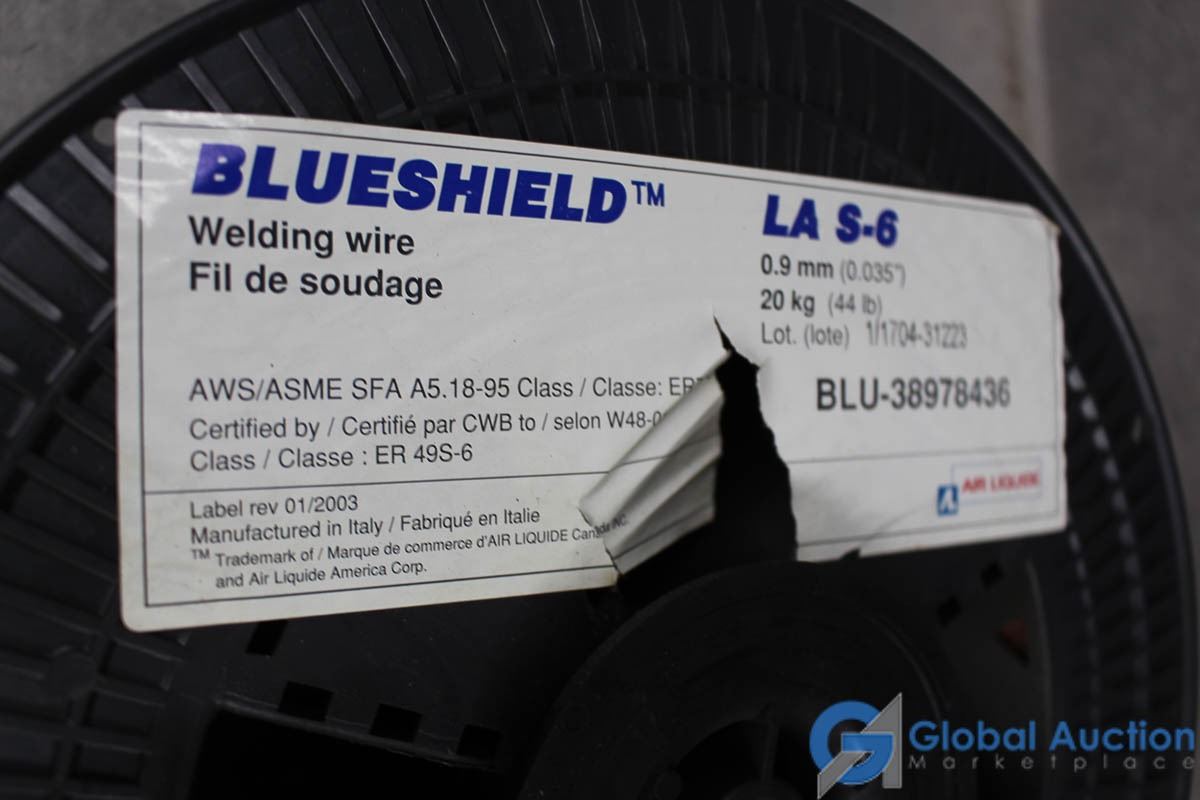 BLUESHIELD™
Welding wire
Fil de soudage
LA S-6
0.9 mm (0.035")
20 kg (44 lb)
Lot. (lote) 1/1704-31223
BLU-38978436
AWS/ASME SFA A5.18-95 Class / Classe:
Certified by / Certifié par CWB to / selon
Class / Classe : ER 49S-6
Label rev 01/2003
Manufactured in Italy / Fabriqué en Italie
™ Trademark of / Marque de commerce d'AIR LIQUIDE Canada INC.
and Air Liquide America Corp.
AIR LIQUIDE
Global Auction
Marketplace